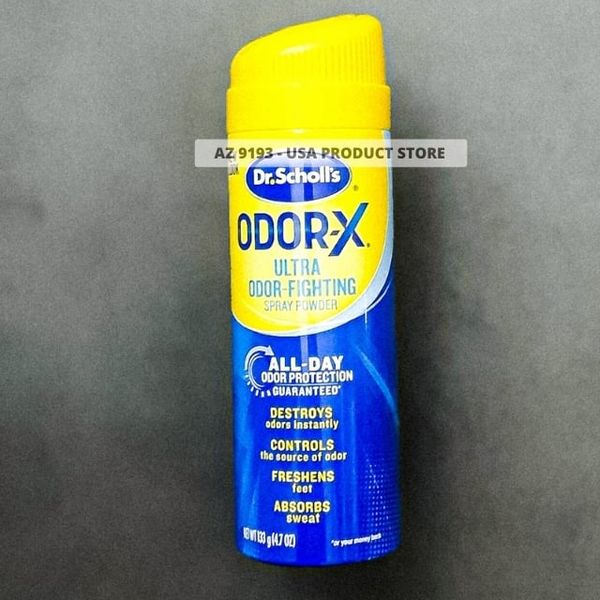 AZ 9193 - USA PRODUCT STORE
Dr.Scholl's®
ODOR-X®
ULTRA
ODOR-FIGHTING
SPRAY POWDER
ALL-DAY
ODOR PROTECTION
GUARANTEED*
DESTROYS
odors instantly
CONTROLS
the source of odor
FRESHENS
feet
ABSORBS
sweat
NET WT 133 g (4.7 OZ)
*or your money back